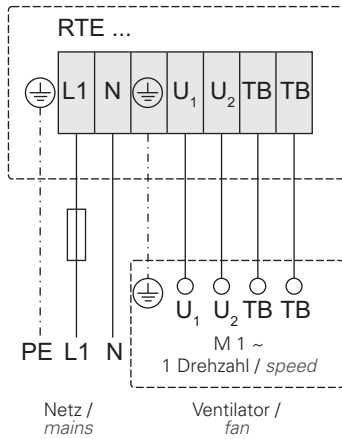 RTE ...
L1 N U₁ U₂ TB TB
U₁ U₂ TB TB
M 1 ~
1 Drehzahl / speed
PE L1 N
Netz / mains
Ventilator / fan